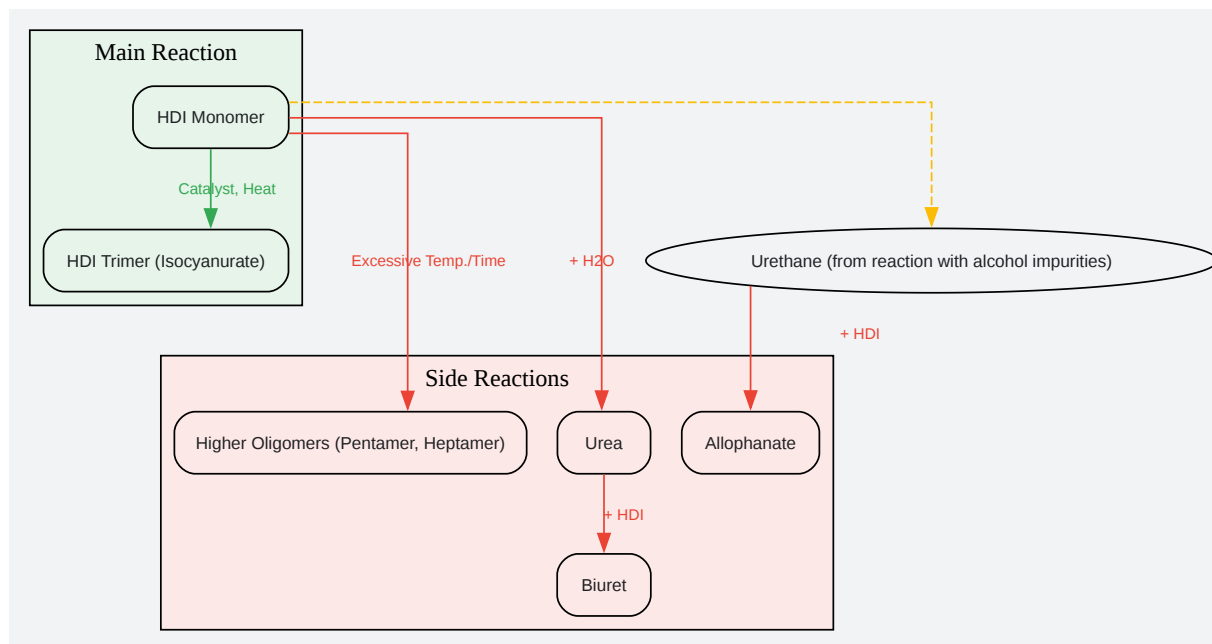 Main Reaction
HDI Monomer
Catalyst, Heat
HDI Trimer (Isocyanurate)
Excessive Temp./Time
+ H2O
Urethane (from reaction with alcohol impurities)
+ HDI
Side Reactions
Higher Oligomers (Pentamer, Heptamer)
Urea
Allophanate
+ HDI
Biuret